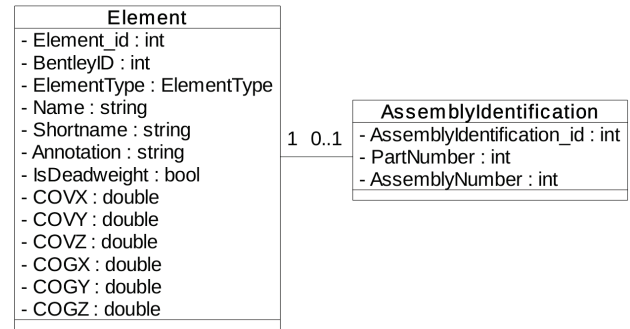 Element
- Element_id : int
- BentleyID : int
- ElementType : ElementType
- Name : string
- Shortname : string
- Annotation : string
- IsDeadweight : bool
- COVX : double
- COVY : double
- COVZ : double
- COGX : double
- COGY : double
- COGZ : double
1 0..1
AssemblyIdentification
- AssemblyIdentification_id : int
- PartNumber : int
- AssemblyNumber : int